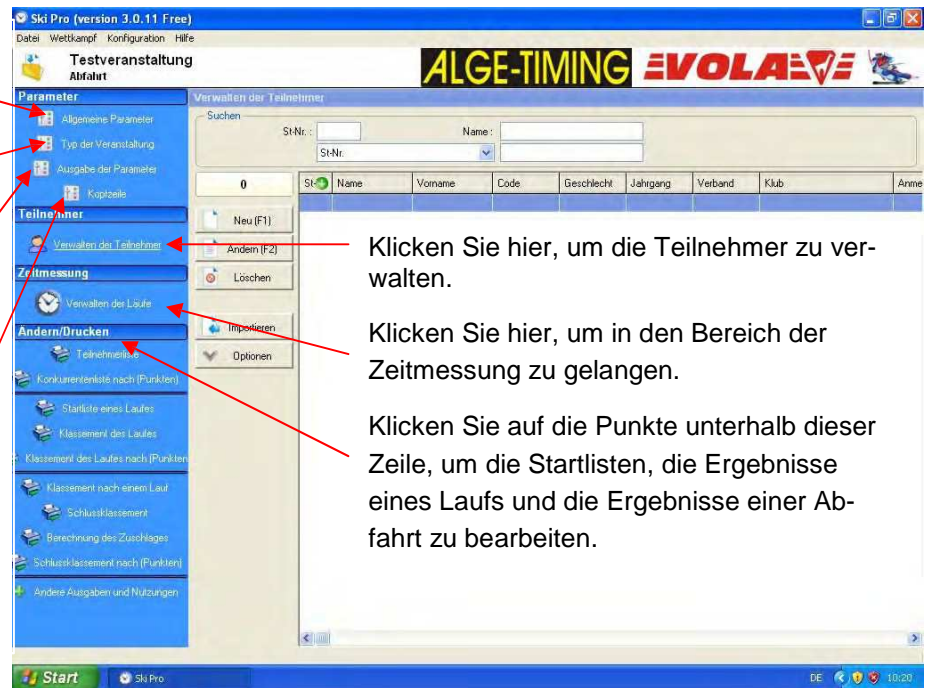 Ski Pro (version 3.0.11 Free)
Datei Wettkampf Konfiguration Hilfe
Testveranstaltung
Abfahrt
ALGE-TIMING VOLA
Parameter
Allgemeine Parameter
Typ der Veranstaltung
Ausgabe der Parameter
Kopfzeile
Teilnehmer
Verwalten der Teilnehmer
Zeitmessung
Verwalten der Läufe
Ändern/Drucken
Teilnehmerliste
Konkurrentenliste nach (Punkten)
Startliste eines Laufes
Klassement des Laufes
Klassement des Laufes nach (Punkten
Klassement nach einem Lauf
Schlussklassement
Berechnung des Zuschlages
Schlussklassement nach (Punkten)
Andere Ausgaben und Nutzungen
Verwalten der Teilnehmer
Suchen
St-Nr. : Name :
St-Nr.
0
St- Name Vorname Code Geschlecht Jahrgang Verband Klub Anme
Neu (F1)
Ändern (F2)
Löschen
Importieren
Optionen
Klicken Sie hier, um die Teilnehmer zu ver-
walten.
Klicken Sie hier, um in den Bereich der
Zeitmessung zu gelangen.
Klicken Sie auf die Punkte unterhalb dieser
Zeile, um die Startlisten, die Ergebnisse
eines Laufs und die Ergebnisse einer Ab-
fahrt zu bearbeiten.
Start Ski Pro DE 10:20